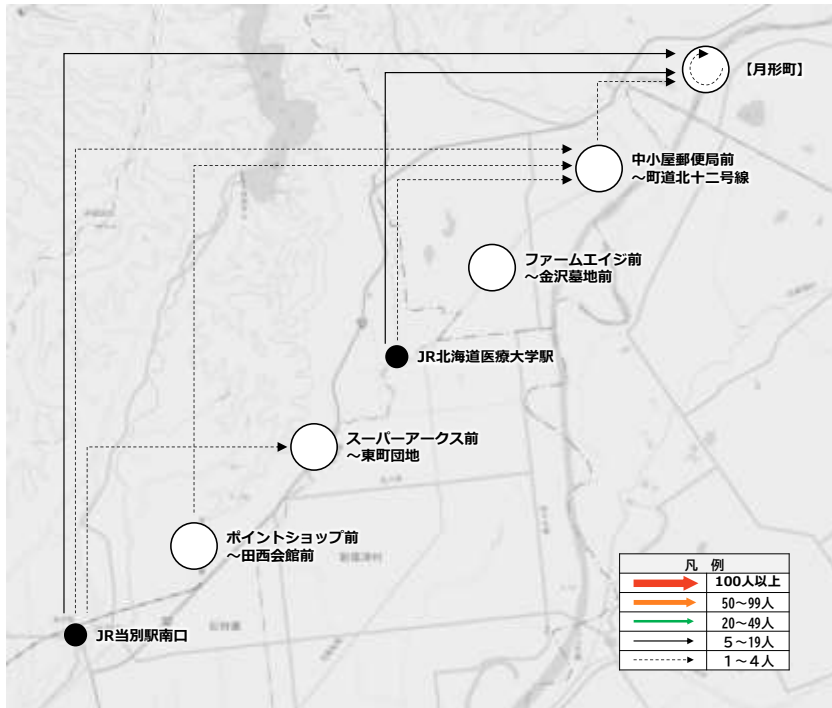 【月形町】
中小屋郵便局前
～町道北十二号線
ファームエイジ前
～金沢墓地前
JR北海道医療大学駅
スーパーアークス前
～東町団地
ポイントショップ前
～田西会館前
JR当別駅南口
凡 例
100人以上
50～99人
20～49人
５～19人
１～４人